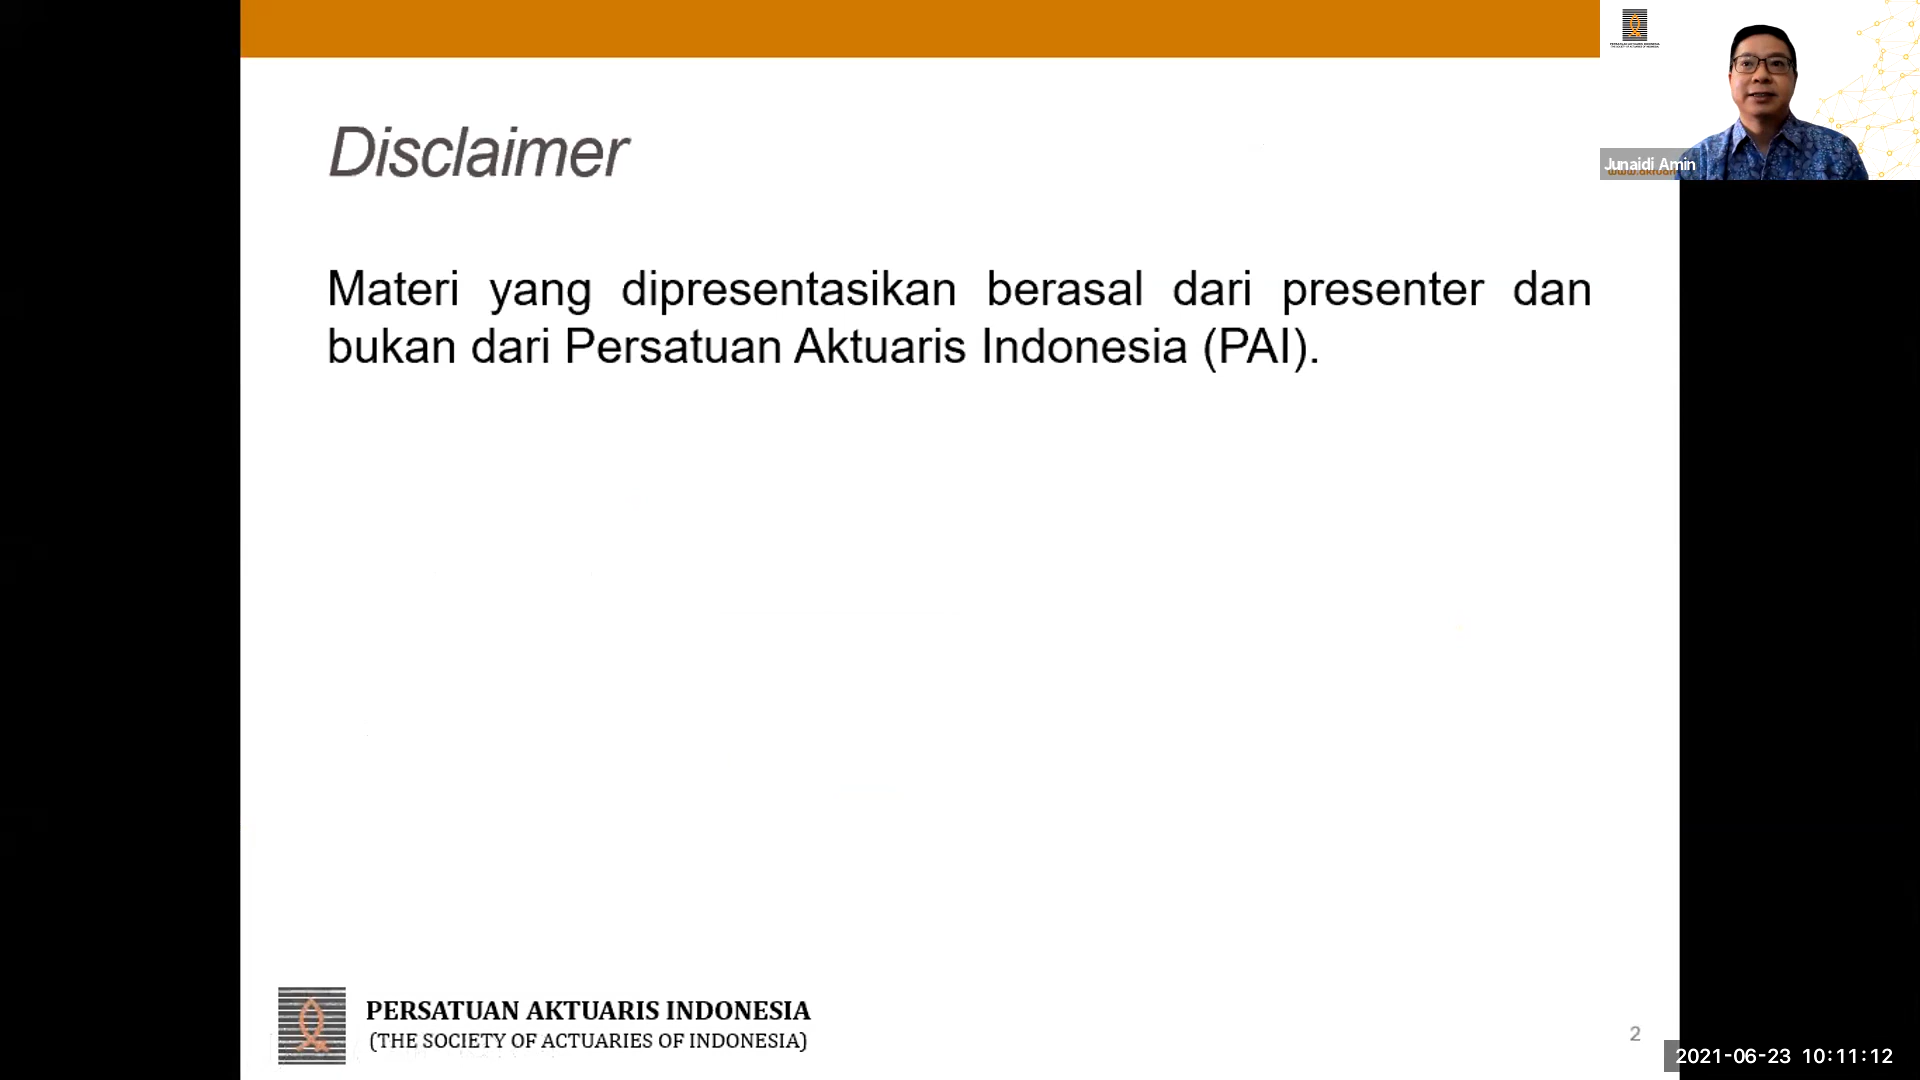 Disclaimer
Materi yang dipresentasikan berasal dari presenter dan
bukan dari Persatuan Aktuaris Indonesia (PAI).
Junaidi Amin
PERSATUAN AKTUARIS INDONESIA
(THE SOCIETY OF ACTUARIES OF INDONESIA)
2
2021-06-23 10:11:12